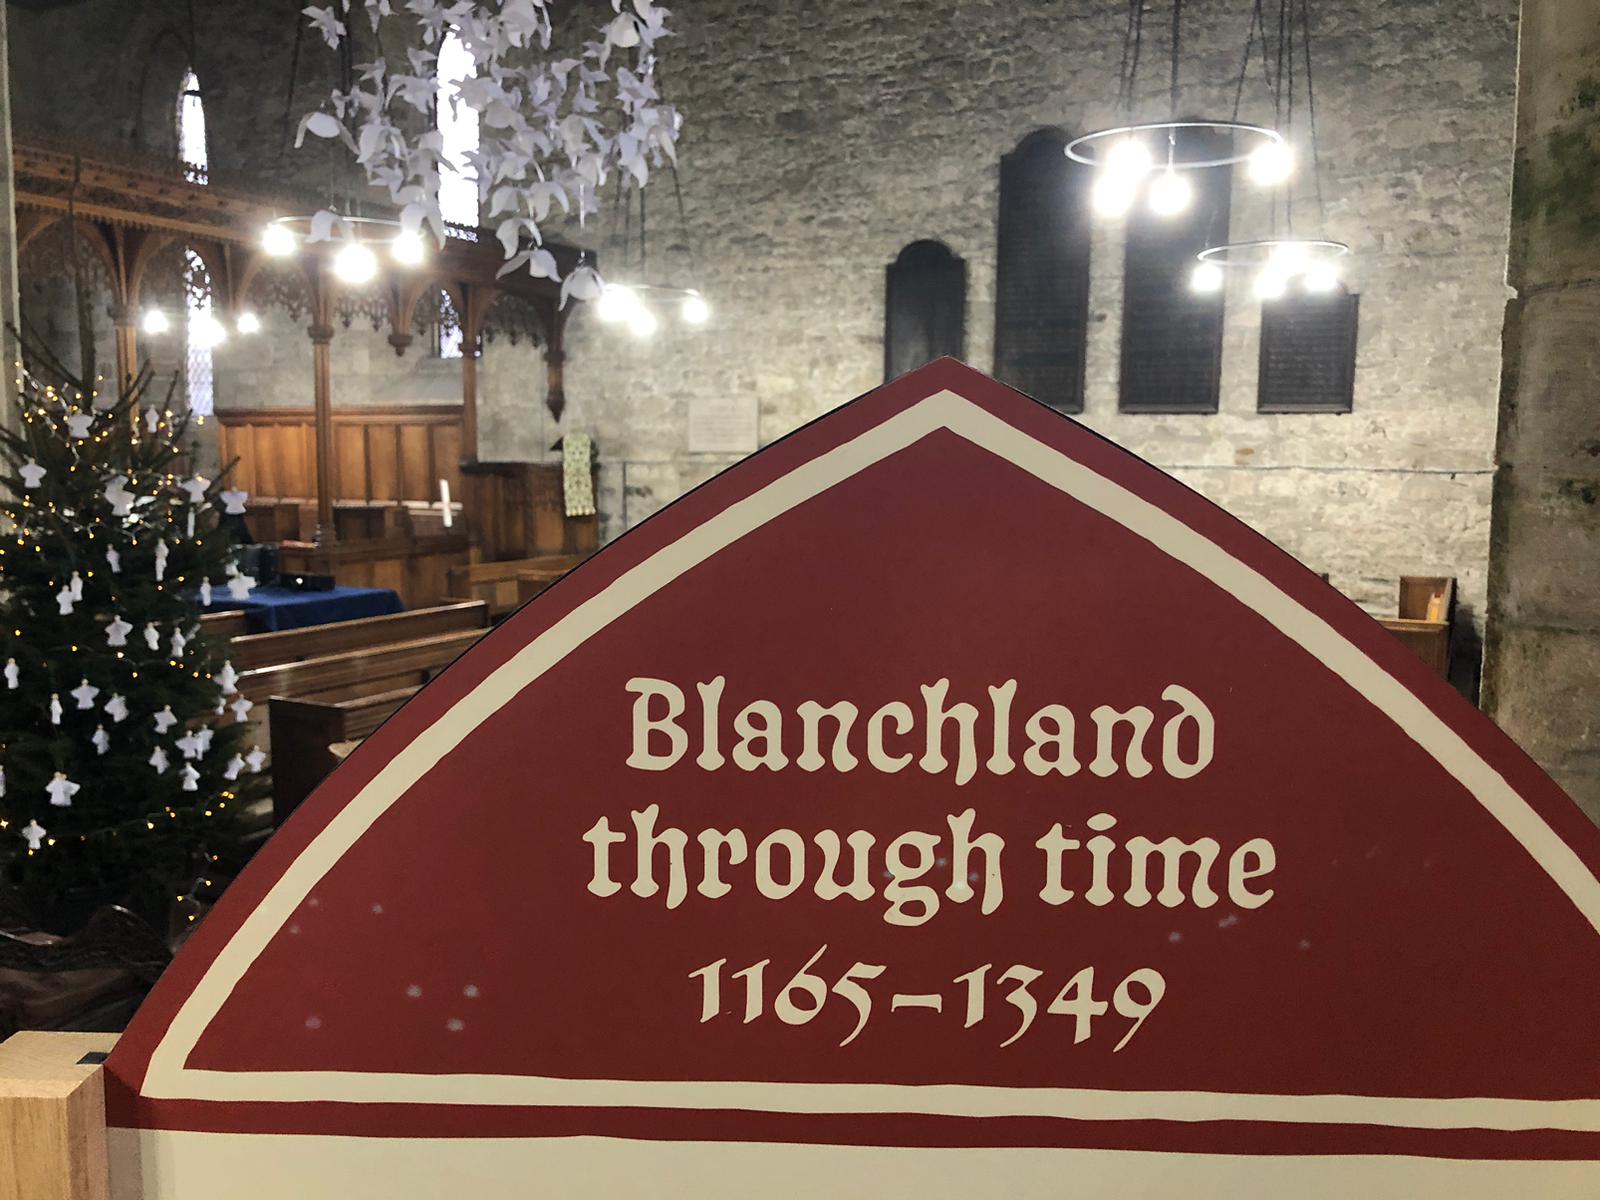 Blanchland
through time
1165–1349